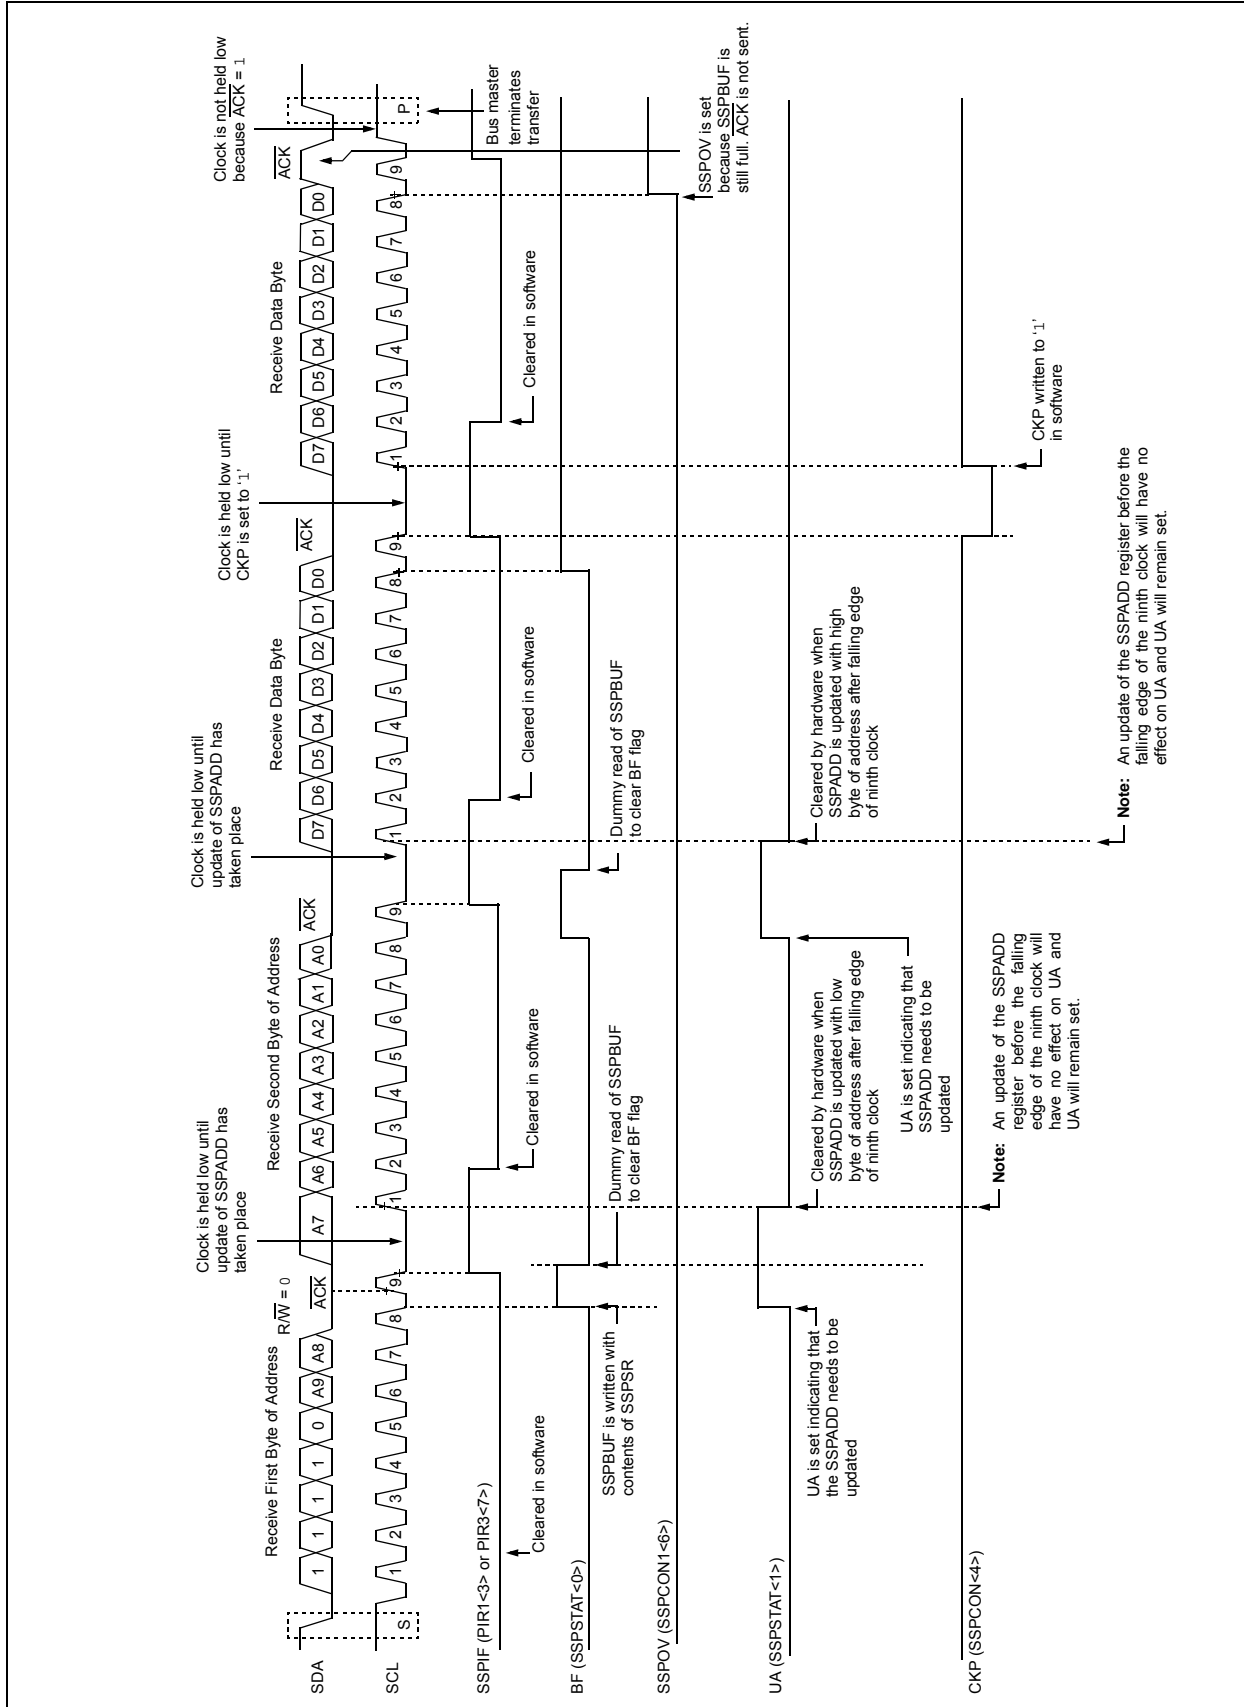 Receive First Byte of Address
R/W = 0
ACK
Clock is held low until
update of SSPADD has
taken place
Receive Second Byte of Address
ACK
Clock is held low until
update of SSPADD has
taken place
Receive Data Byte
Clock is held low until
CKP is set to ‘1’
ACK
Receive Data Byte
ACK
Clock is not held low
because ACK = 1
SDA
1 1 1 1 0 A9 A8
A7 A6 A5 A4 A3 A2 A1 A0
D7 D6 D5 D4 D3 D2 D1 D0
D7 D6 D5 D4 D3 D2 D1 D0
SCL
S
1 2 3 4 5 6 7 8 9
1 2 3 4 5 6 7 8 9
1 2 3 4 5 6 7 8 9
1 2 3 4 5 6 7 8 9
P
Bus master
terminates
transfer
SSPIF (PIR1<3> or PIR3<7>)
Cleared in software
Cleared in software
Cleared in software
Cleared in software
BF (SSPSTAT<0>)
SSPBUF is written with
contents of SSPSR
Dummy read of SSPBUF
to clear BF flag
Dummy read of SSPBUF
to clear BF flag
SSPOV (SSPCON1<6>)
SSPOV is set
because SSPBUF is
still full. ACK is not sent.
UA (SSPSTAT<1>)
UA is set indicating that
the SSPADD needs to be
updated
Cleared by hardware when
SSPADD is updated with low
byte of address after falling edge
of ninth clock
UA is set indicating that
SSPADD needs to be
updated
Cleared by hardware when
SSPADD is updated with high
byte of address after falling edge
of ninth clock
CKP (SSPCON<4>)
CKP written to ‘1’
in software
Note: An update of the SSPADD
register before the falling
edge of the ninth clock will
have no effect on UA and
UA will remain set.
Note: An update of the SSPADD register before the
falling edge of the ninth clock will have no
effect on UA and UA will remain set.